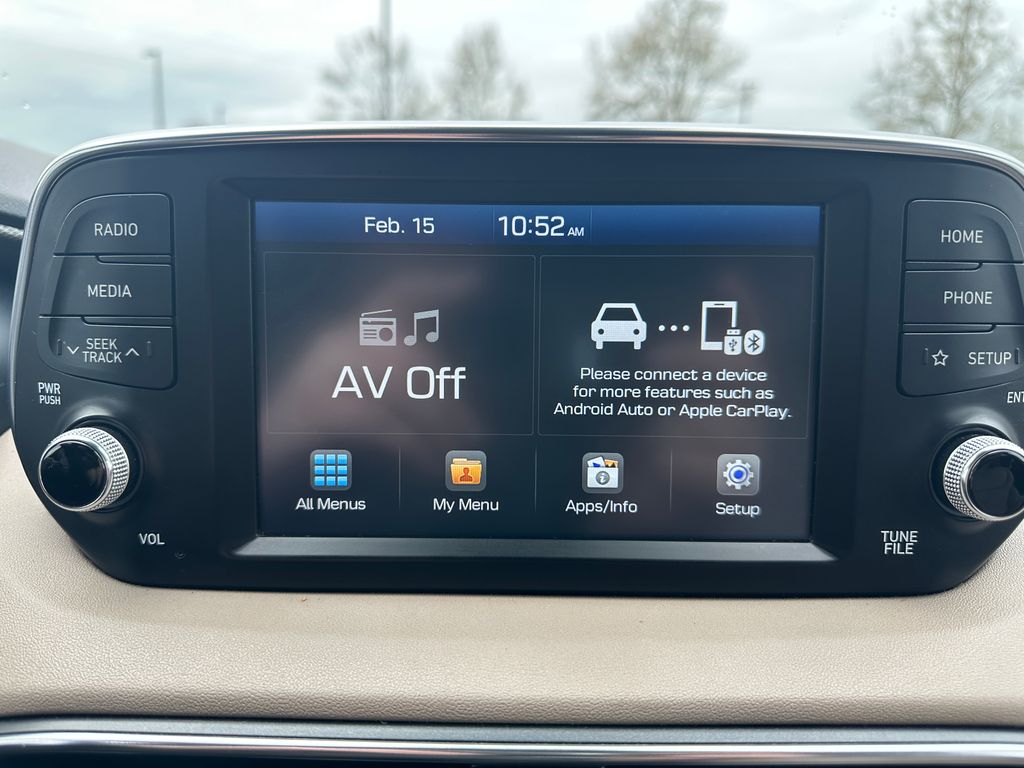 RADIO
MEDIA
SEEK
TRACK
PWR
PUSH
VOL
Feb. 15
10:52 AM
AV Off
Please connect a device
for more features such as
Android Auto or Apple CarPlay.
All Menus
My Menu
Apps/Info
Setup
HOME
PHONE
SETUP
ENT
TUNE
FILE